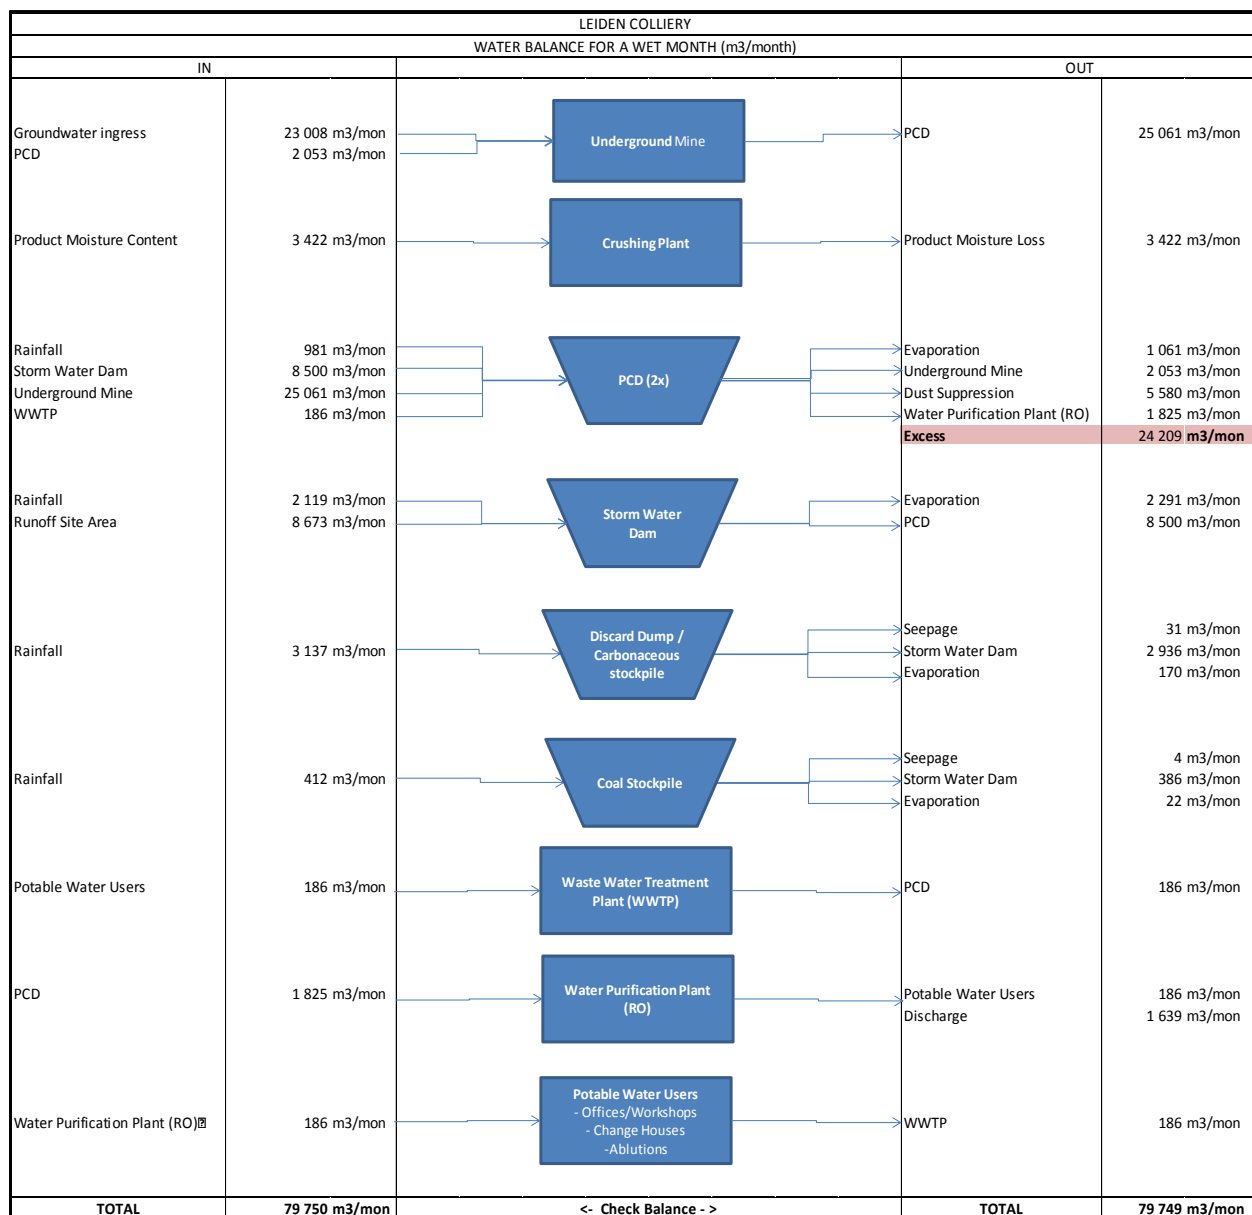 LEIDEN COLLIERY
WATER BALANCE FOR A WET MONTH (m3/month)
IN OUT
Groundwater ingress 23 008 m3/mon Underground Mine PCD 25 061 m3/mon
PCD 2 053 m3/mon
Product Moisture Content 3 422 m3/mon Crushing Plant Product Moisture Loss 3 422 m3/mon
Rainfall 981 m3/mon Evaporation 1 061 m3/mon
Storm Water Dam 8 500 m3/mon PCD (2x) Underground Mine 2 053 m3/mon
Underground Mine 25 061 m3/mon Dust Suppression 5 580 m3/mon
WWTP 186 m3/mon Water Purification Plant (RO) 1 825 m3/mon
Excess 24 209 m3/mon
Rainfall 2 119 m3/mon Storm Water Evaporation 2 291 m3/mon
Runoff Site Area 8 673 m3/mon Dam PCD 8 500 m3/mon
Discard Dump / Seepage 31 m3/mon
Rainfall 3 137 m3/mon Carbonaceous Storm Water Dam 2 936 m3/mon
stockpile Evaporation 170 m3/mon
Seepage 4 m3/mon
Rainfall 412 m3/mon Coal Stockpile Storm Water Dam 386 m3/mon
Evaporation 22 m3/mon
Potable Water Users 186 m3/mon Waste Water Treatment PCD 186 m3/mon
Plant (WWTP)
PCD 1 825 m3/mon Water Purification Plant Potable Water Users 186 m3/mon
(RO) Discharge 1 639 m3/mon
Potable Water Users
- Offices/Workshops
Water Purification Plant (RO) 186 m3/mon - Change Houses WWTP 186 m3/mon
-Ablutions
TOTAL 79 750 m3/mon <- Check Balance - > TOTAL 79 749 m3/mon